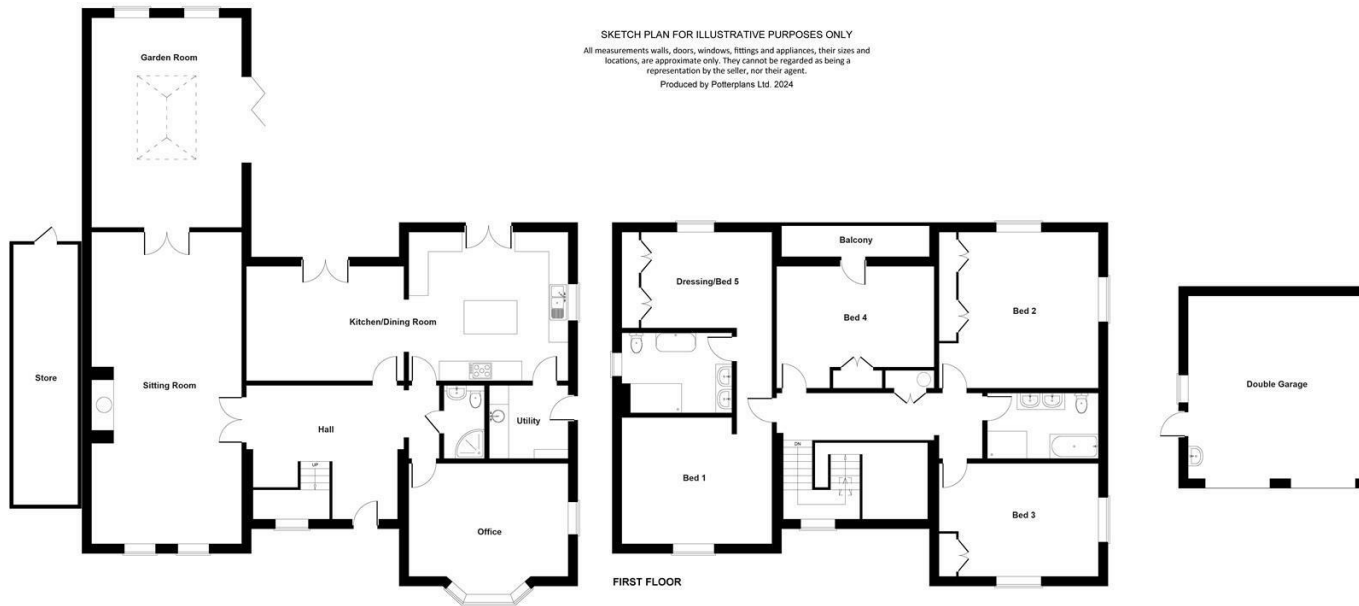 SKETCH PLAN FOR ILLUSTRATIVE PURPOSES ONLY
All measurements walls, doors, windows, fittings and appliances, their sizes and
locations, are approximate only. They cannot be regarded as being a
representation by the seller, nor their agent.
Produced by Potterplans Ltd. 2024
Garden Room
Store
Sitting Room
Kitchen/Dining Room
Hall
UP
Utility
Office
Dressing/Bed 5
Balcony
Bed 4
Bed 2
Bed 1
DN
Bed 3
FIRST FLOOR
Double Garage